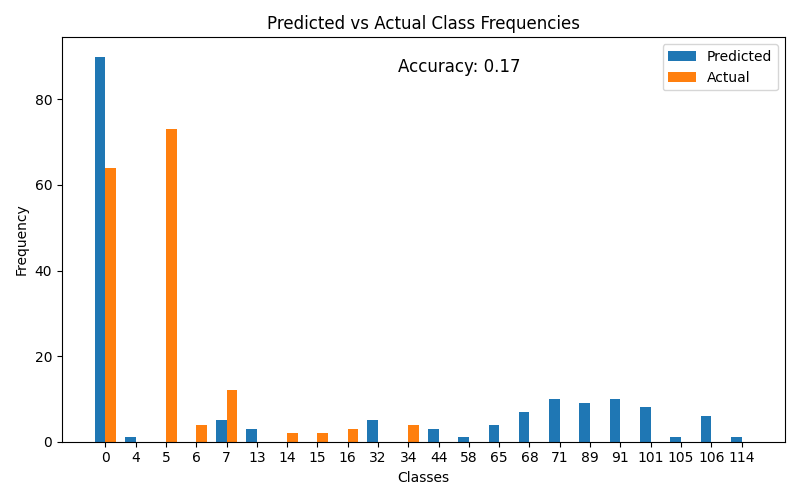 Predicted vs Actual Class Frequencies
Accuracy: 0.17
Predicted
Actual
Frequency
80
60
40
20
0
0 4 5 6 7 13 14 15 16 32 34 44 58 65 68 71 89 91 101 105 106 114
Classes